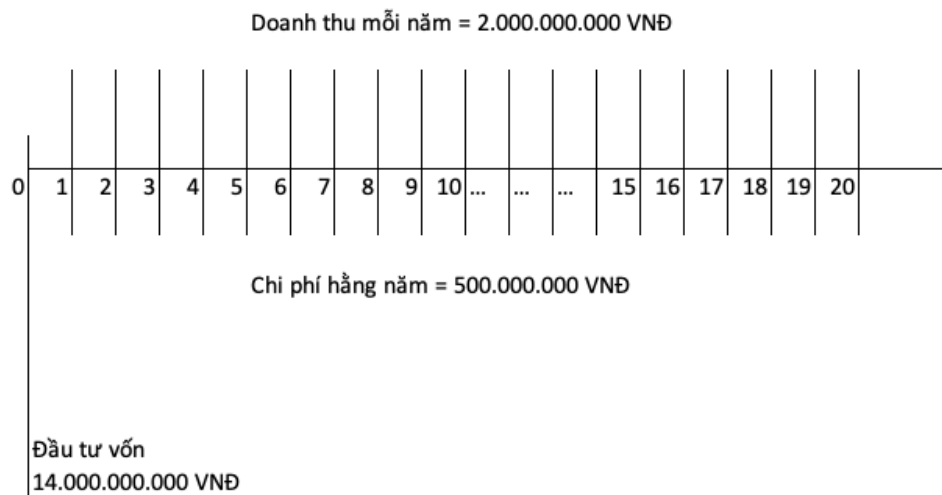 Doanh thu mỗi năm = 2.000.000.000 VNĐ
0 1 2 3 4 5 6 7 8 9 10 ... ... ... 15 16 17 18 19 20
Chi phí hằng năm = 500.000.000 VNĐ
Đầu tư vốn
14.000.000.000 VNĐ